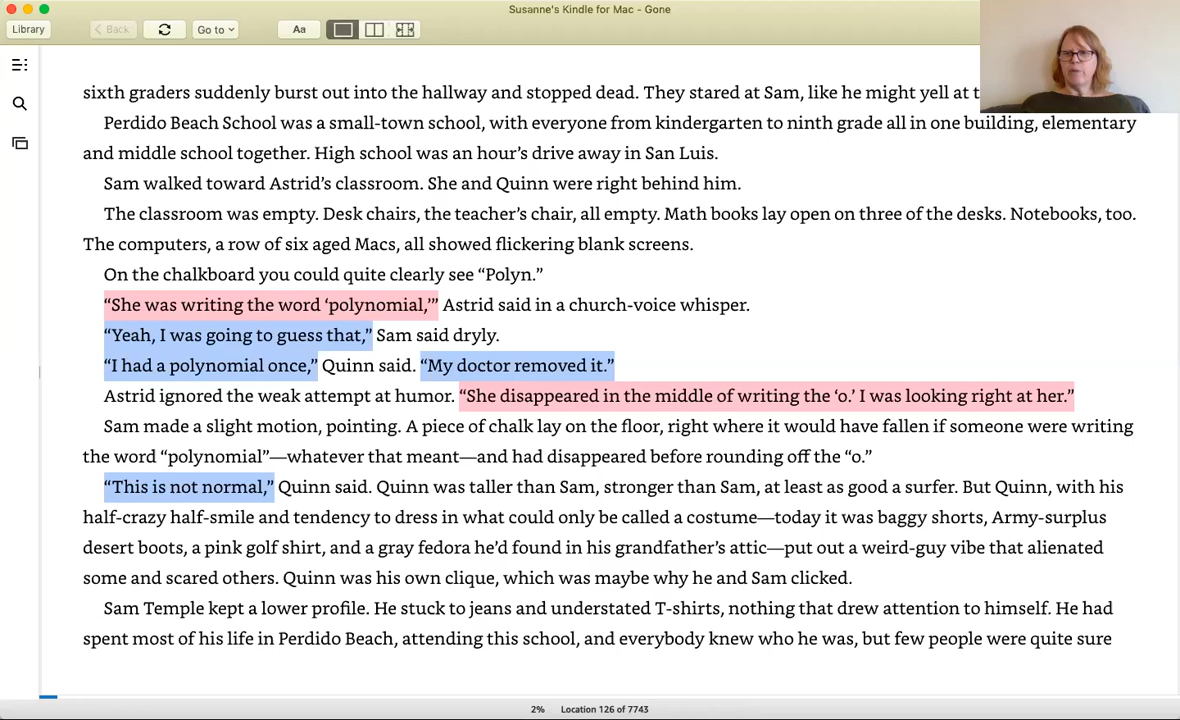 Susanne's Kindle for Mac - Gone
Library
Back
Go to
Aa
sixth graders suddenly burst out into the hallway and stopped dead. They stared at Sam, like he might yell at t
Perdido Beach School was a small-town school, with everyone from kindergarten to ninth grade all in one building, elementary
and middle school together. High school was an hour’s drive away in San Luis.
Sam walked toward Astrid’s classroom. She and Quinn were right behind him.
The classroom was empty. Desk chairs, the teacher’s chair, all empty. Math books lay open on three of the desks. Notebooks, too.
The computers, a row of six aged Macs, all showed flickering blank screens.
On the chalkboard you could quite clearly see “Polyn.”
“She was writing the word ‘polynomial,’” Astrid said in a church-voice whisper.
“Yeah, I was going to guess that,” Sam said dryly.
“I had a polynomial once,” Quinn said. “My doctor removed it.”
Astrid ignored the weak attempt at humor. “She disappeared in the middle of writing the ‘o.’ I was looking right at her.”
Sam made a slight motion, pointing. A piece of chalk lay on the floor, right where it would have fallen if someone were writing
the word “polynomial”—whatever that meant—and had disappeared before rounding off the “o.”
“This is not normal,” Quinn said. Quinn was taller than Sam, stronger than Sam, at least as good a surfer. But Quinn, with his
half-crazy half-smile and tendency to dress in what could only be called a costume—today it was baggy shorts, Army-surplus
desert boots, a pink golf shirt, and a gray fedora he’d found in his grandfather’s attic—put out a weird-guy vibe that alienated
some and scared others. Quinn was his own clique, which was maybe why he and Sam clicked.
Sam Temple kept a lower profile. He stuck to jeans and understated T-shirts, nothing that drew attention to himself. He had
spent most of his life in Perdido Beach, attending this school, and everybody knew who he was, but few people were quite sure
2% Location 126 of 7743